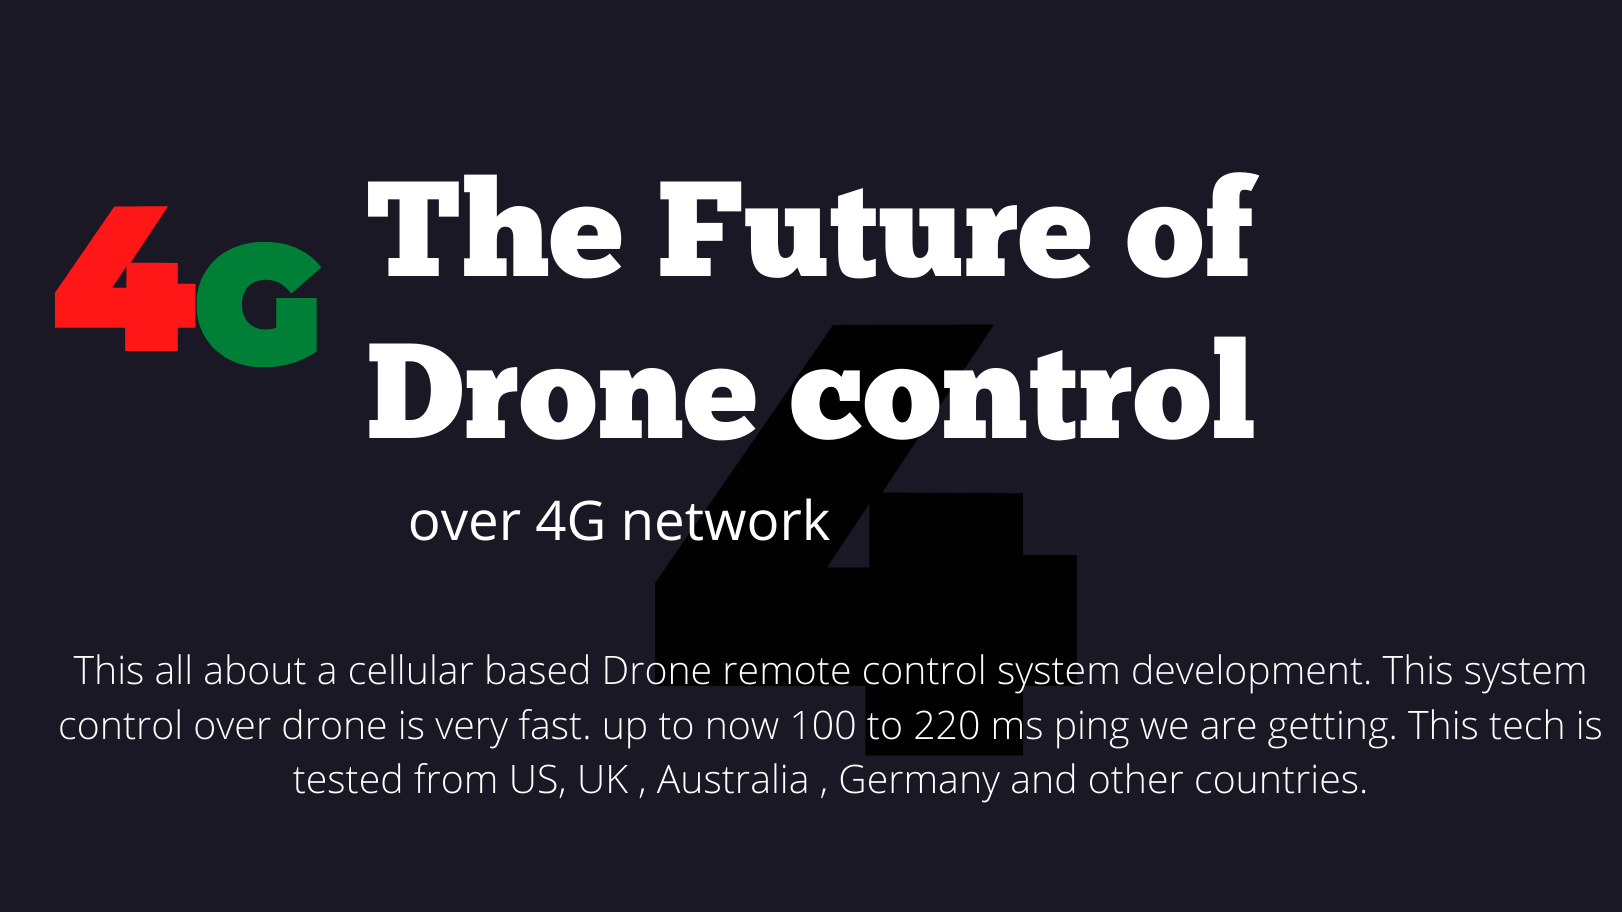 4G
The Future of
Drone control
4
over 4G network
This all about a cellular based Drone remote control system development. This system
control over drone is very fast. up to now 100 to 220 ms ping we are getting. This tech is
tested from US, UK , Australia , Germany and other countries.